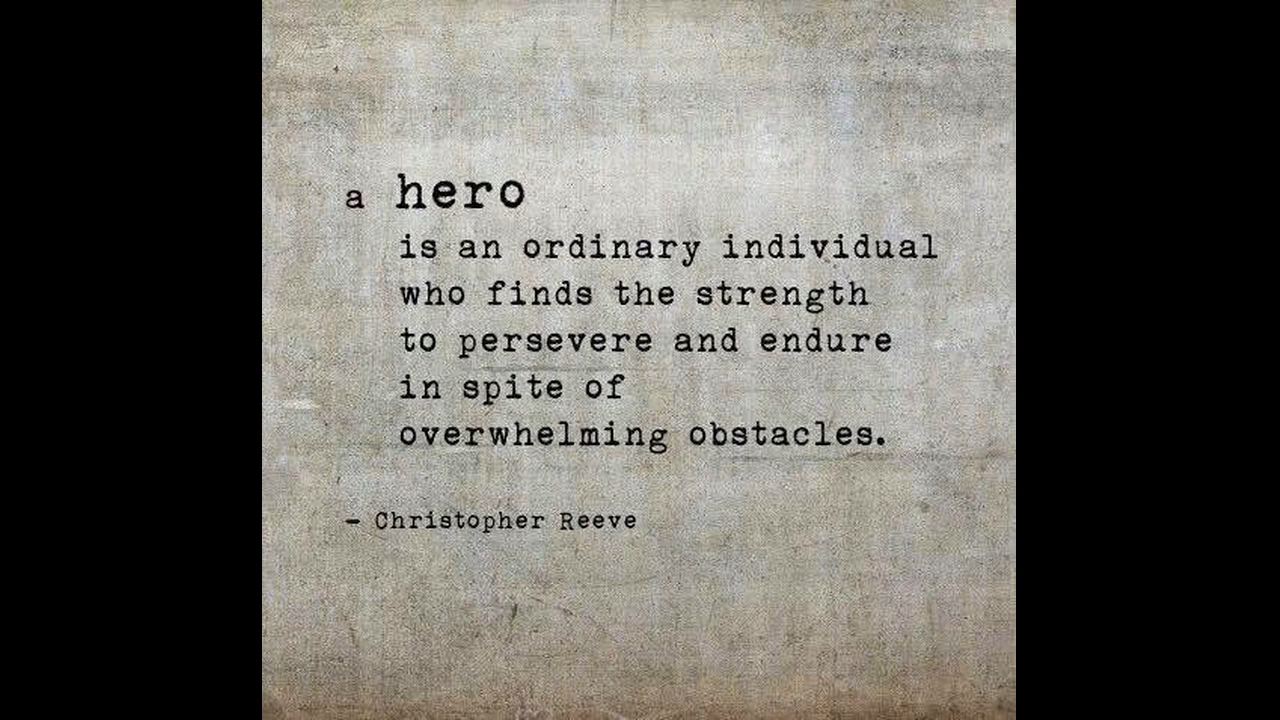 a hero
is an ordinary individual
who finds the strength
to persevere and endure
in spite of
overwhelming obstacles.
– Christopher Reeve